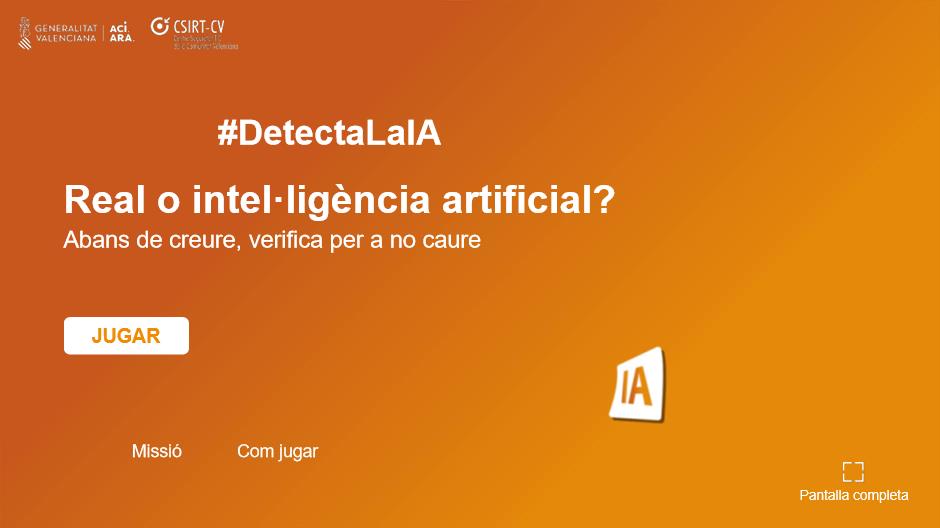 GENERALITAT
VALENCIANA
ACÍ.
ARA.
CSIRT-CV
#DetectaLaIA
Real o intel·ligència artificial?
Abans de creure, verifica per a no caure
JUGAR
IA
Missió
Com jugar
Pantalla completa